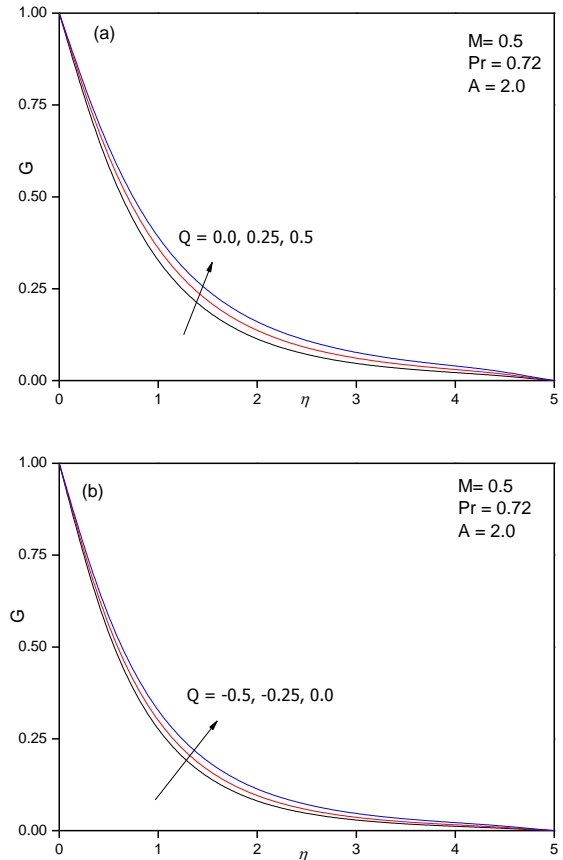 (a)
M= 0.5
Pr = 0.72
A = 2.0
1.00
0.75
0.50
0.25
0.00
G
Q = 0.0, 0.25, 0.5
0 1 2 3 4 5
η
(b)
M= 0.5
Pr = 0.72
A = 2.0
1.00
0.75
0.50
0.25
0.00
G
Q = -0.5, -0.25, 0.0
0 1 2 3 4 5
η